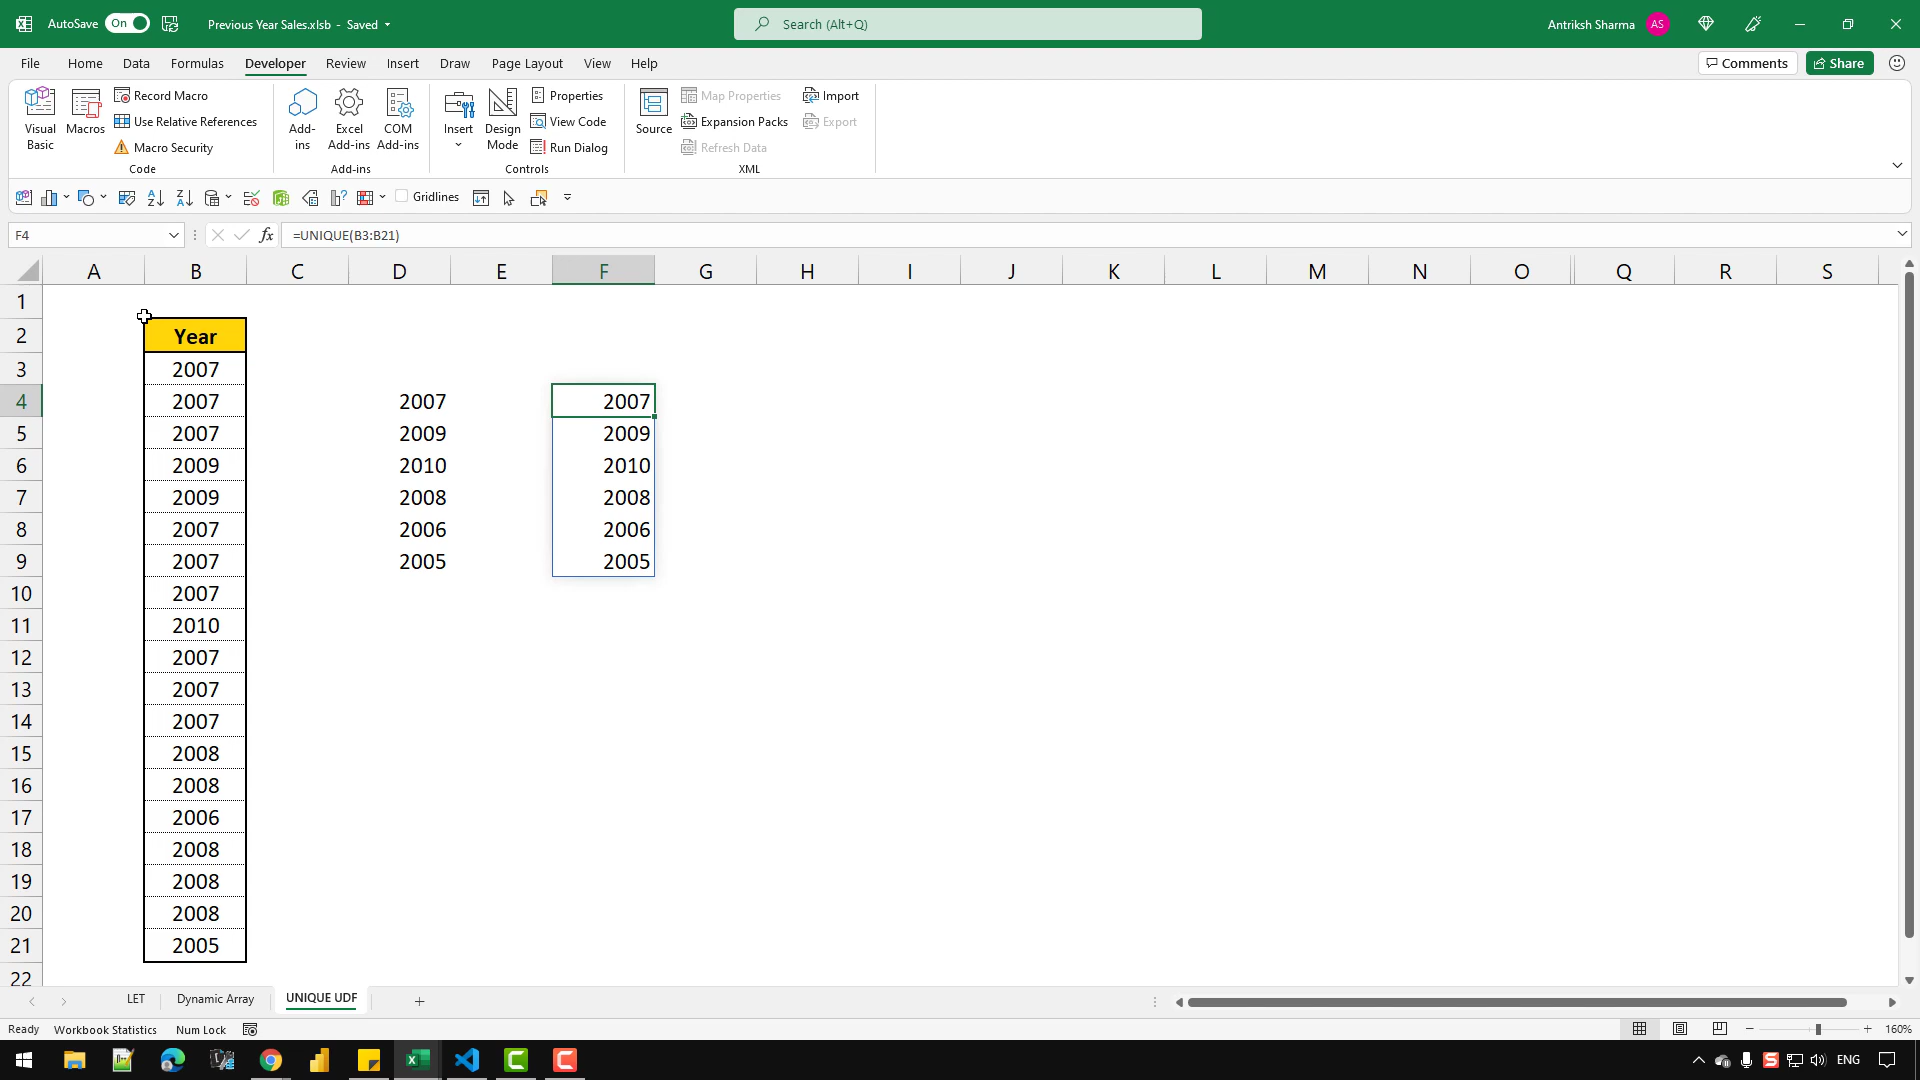 AutoSave On Previous Year Sales.xlsb - Saved Search (Alt+Q) Antriksh Sharma AS
File Home Data Formulas Developer Review Insert Draw Page Layout View Help Comments Share
Visual Basic
Macros
Record Macro
Use Relative References
Macro Security
Code
Add-ins
Excel Add-ins
COM Add-ins
Add-ins
Insert
Design Mode
Properties
View Code
Run Dialog
Controls
Source
Map Properties
Expansion Packs
Refresh Data
Import
Export
XML
Gridlines
F4 fx =UNIQUE(B3:B21)
A B C D E F G H I J K L M N O Q R S
1
2 Year
3 2007
4 2007 2007 2007
5 2007 2009 2009
6 2009 2010 2010
7 2009 2008 2008
8 2007 2006 2006
9 2007 2005 2005
10 2007
11 2010
12 2007
13 2007
14 2007
15 2008
16 2008
17 2006
18 2008
19 2008
20 2008
21 2005
22
LET Dynamic Array UNIQUE UDF
Ready Workbook Statistics Num Lock 160%
ENG